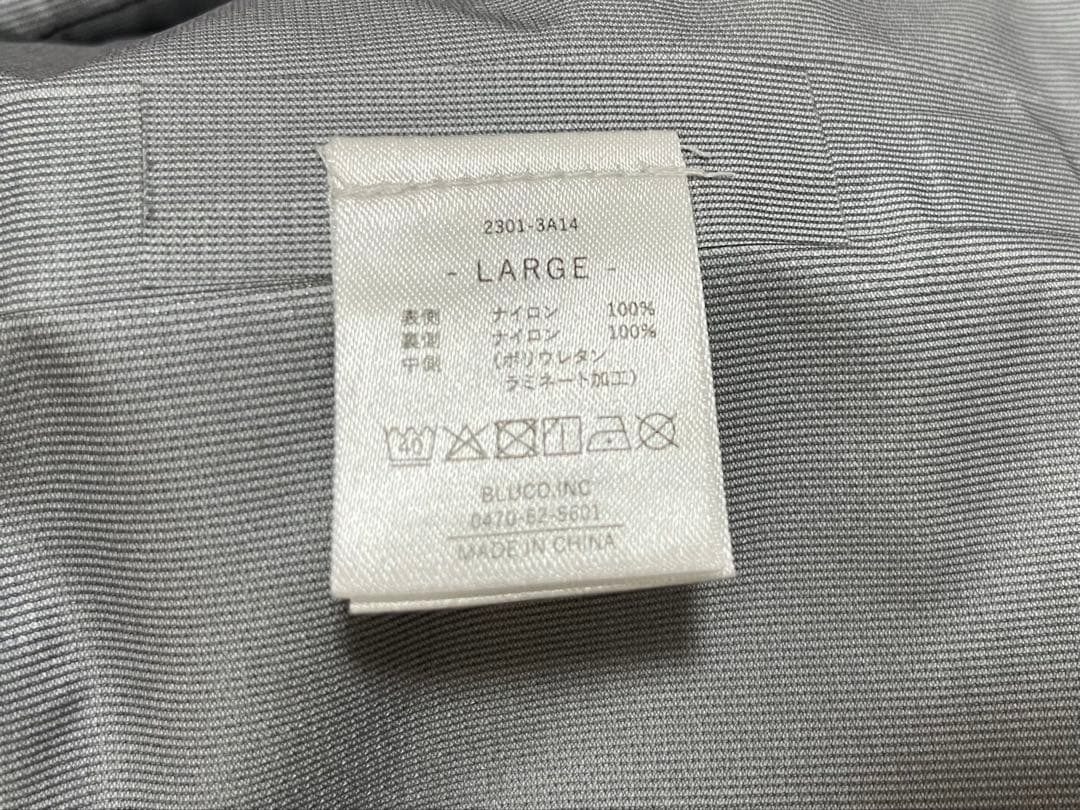 2301-3A14
- LARGE -
表側 ナイロン 100%
裏側 ナイロン 100%
中側 (ポリウレタン
ラミネート加工)
40
BLUCO.INC
0470-62-5601
MADE IN CHINA